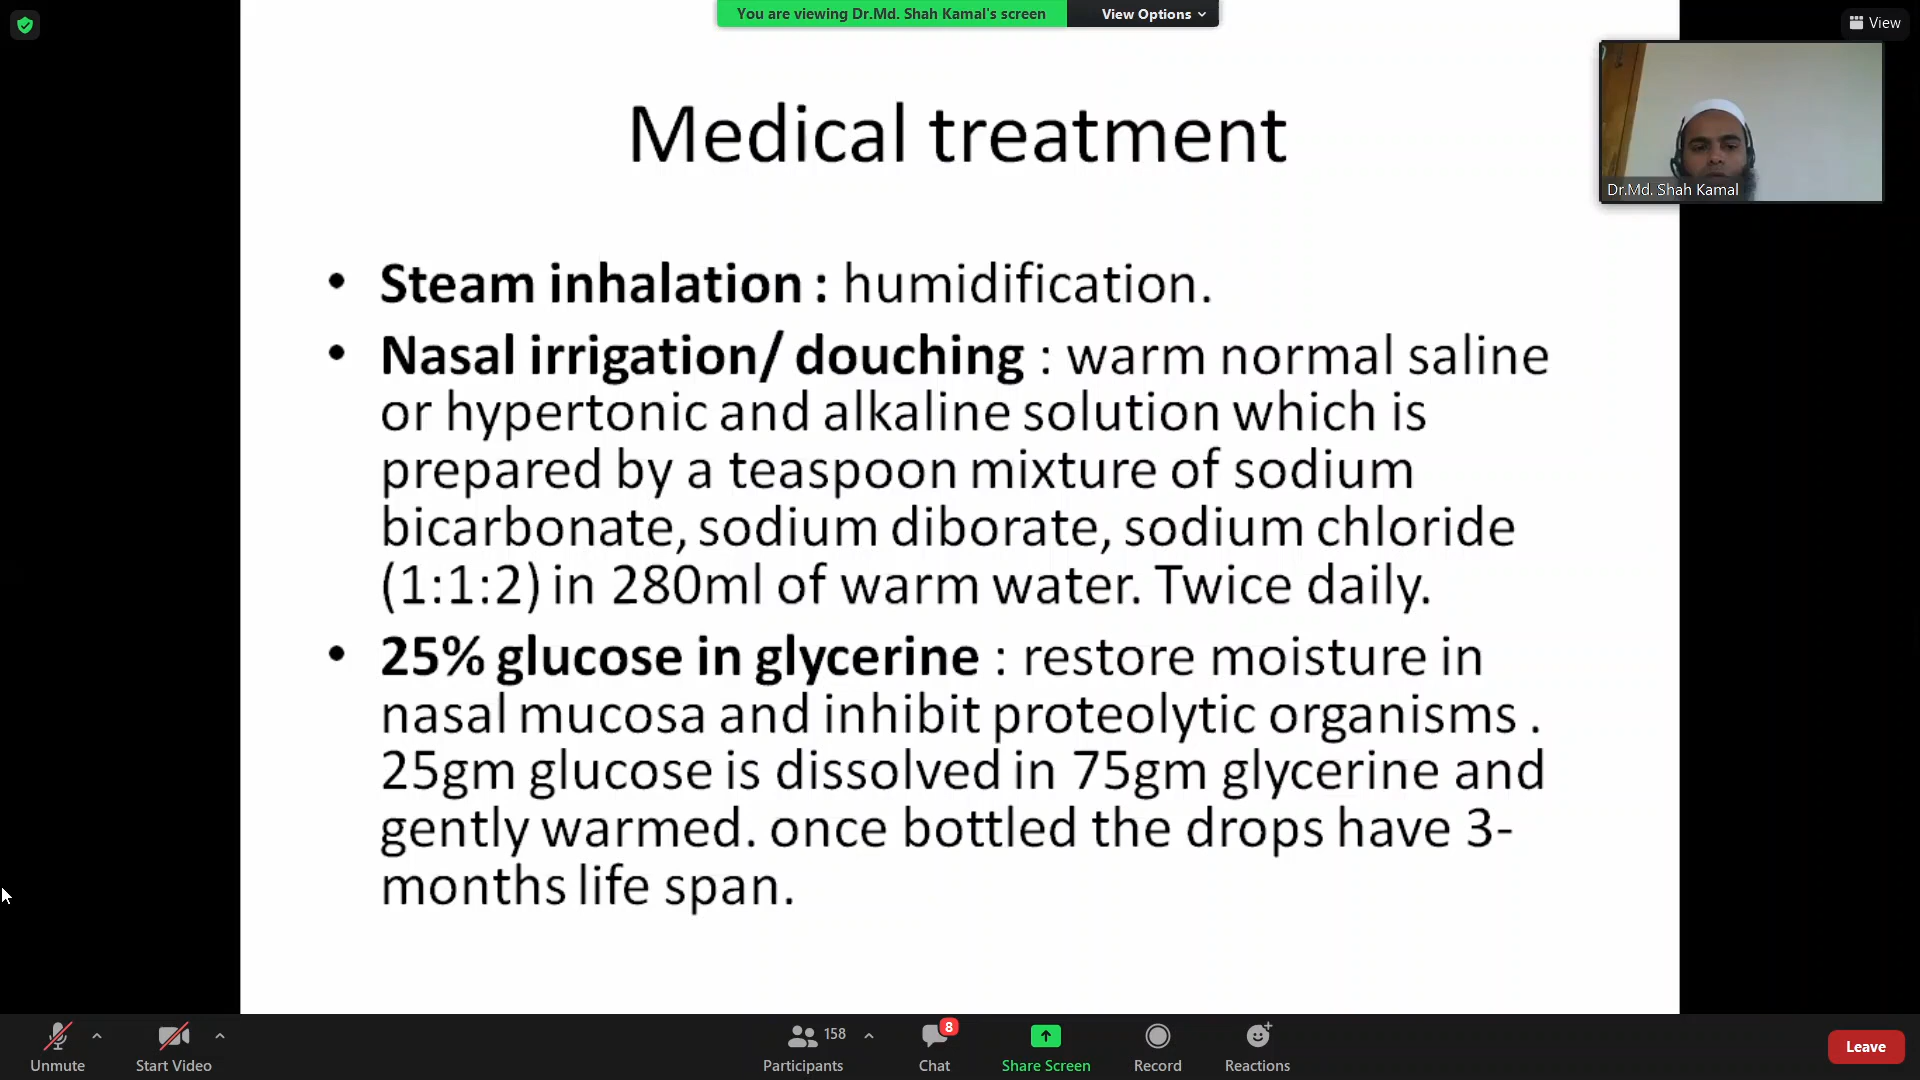 You are viewing Dr.Md. Shah Kamal's screen
View Options
View
Dr.Md. Shah Kamal
Medical treatment
• Steam inhalation : humidification.
• Nasal irrigation/ douching : warm normal saline
or hypertonic and alkaline solution which is
prepared by a teaspoon mixture of sodium
bicarbonate, sodium diborate, sodium chloride
(1:1:2) in 280ml of warm water. Twice daily.
• 25% glucose in glycerine : restore moisture in
nasal mucosa and inhibit proteolytic organisms .
25gm glucose is dissolved in 75gm glycerine and
gently warmed. once bottled the drops have 3-
months life span.
Unmute
Start Video
158
Participants
8
Chat
Share Screen
Record
Reactions
Leave